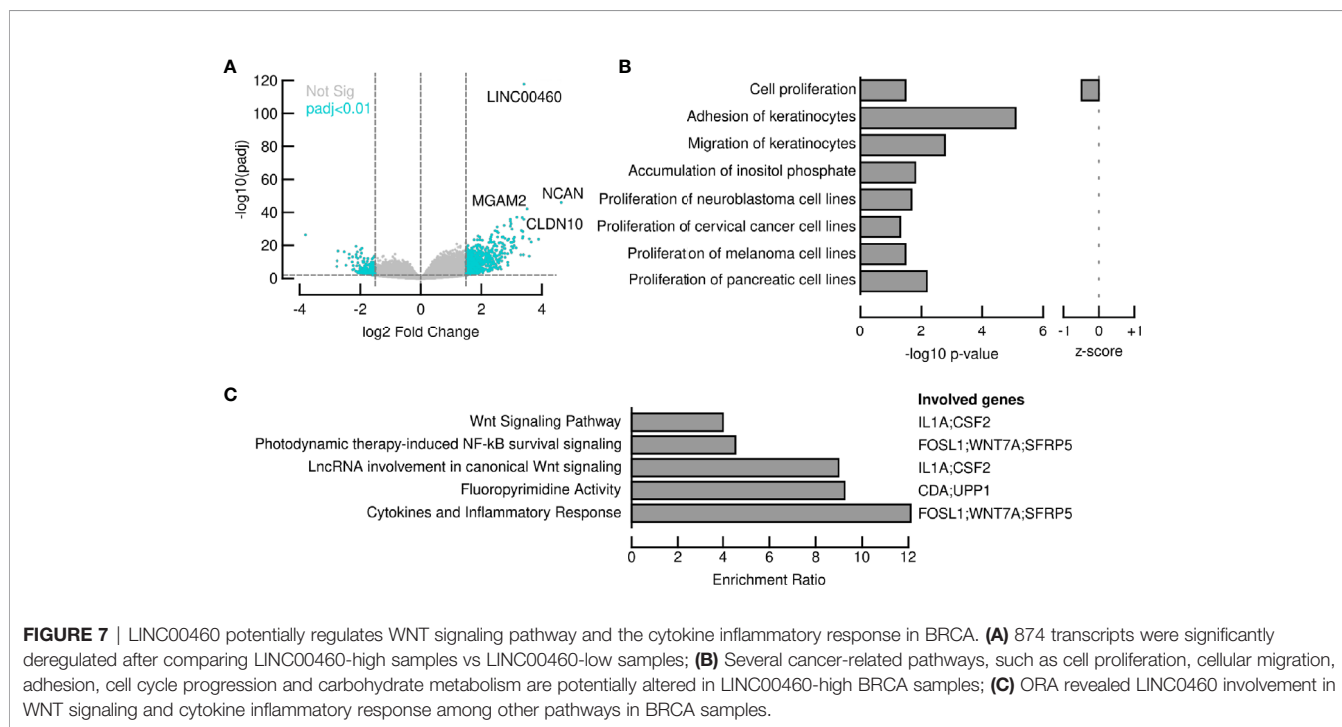 A
120
100
80
60
40
20
0
-log10(padj)
Not Sig
padj<0.01
LINC00460
MGAM2
NCAN
CLDN10
-4
-2
0
2
4
log2 Fold Change
B
Cell proliferation
Adhesion of keratinocytes
Migration of keratinocytes
Accumulation of inositol phosphate
Proliferation of neuroblastoma cell lines
Proliferation of cervical cancer cell lines
Proliferation of melanoma cell lines
Proliferation of pancreatic cell lines
0
2
4
6
-log10 p-value
-1
0
+1
z-score
C
Involved genes
Wnt Signaling Pathway
IL1A;CSF2
Photodynamic therapy-induced NF-kB survival signaling
FOSL1;WNT7A;SFRP5
LncRNA involvement in canonical Wnt signaling
IL1A;CSF2
Fluoropyrimidine Activity
CDA;UPP1
Cytokines and Inflammatory Response
FOSL1;WNT7A;SFRP5
0
2
4
6
8
10
12
Enrichment Ratio
FIGURE 7 | LINC00460 potentially regulates WNT signaling pathway and the cytokine inflammatory response in BRCA. (A) 874 transcripts were significantly
deregulated after comparing LINC00460-high samples vs LINC00460-low samples; (B) Several cancer-related pathways, such as cell proliferation, cellular migration,
adhesion, cell cycle progression and carbohydrate metabolism are potentially altered in LINC00460-high BRCA samples; (C) ORA revealed LINC0460 involvement in
WNT signaling and cytokine inflammatory response among other pathways in BRCA samples.